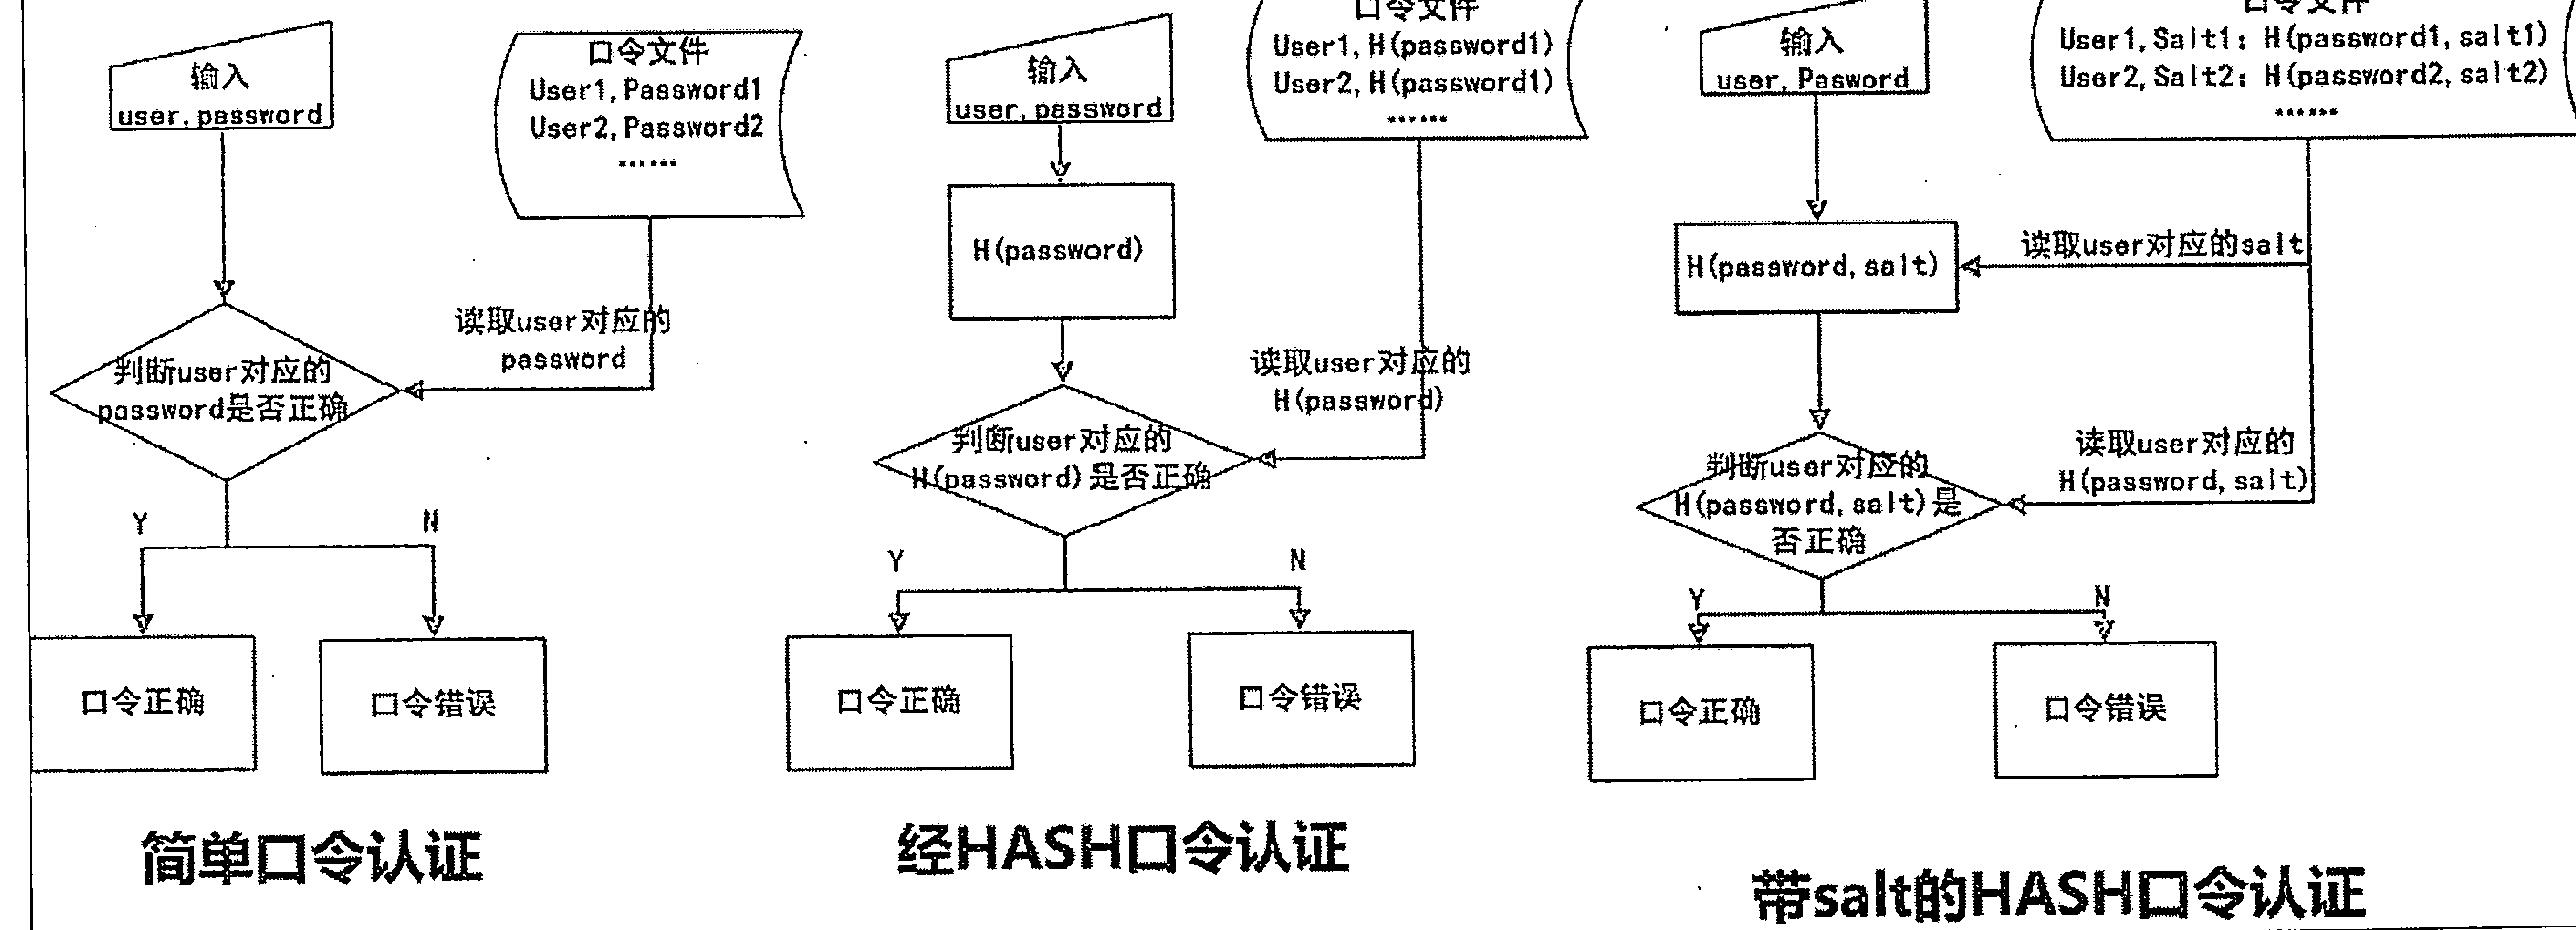 输入
user, password
口令文件
User1, Password1
User2, Password2
······
读取user对应的
password
判断user对应的
password是否正确
Y
N
口令正确
口令错误
简单口令认证
输入
user, password
口令文件
User1, H(password1)
User2, H(password1)
······
H(password)
读取user对应的
H(password)
判断user对应的
H(password)是否正确
Y
N
口令正确
口令错误
经HASH口令认证
输入
user, Pasword
口令文件
User1, Salt1; H(password1, salt1)
User2, Salt2; H(password2, salt2)
······
H(password, salt)
读取user对应的salt
读取user对应的
H(password, salt)
判断user对应的
H(password, salt)是
否正确
Y
N
口令正确
口令错误
带salt的HASH口令认证